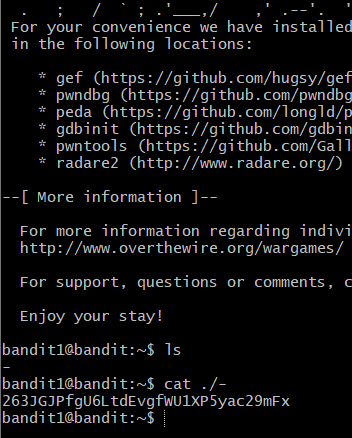 .   ;   /  ` ; .'___,/    ,' .--'.  '
For your convenience we have installed
in the following locations:
* gef (https://github.com/hugsy/gef
* pwndbg (https://github.com/pwndbg
* peda (https://github.com/longld/p
* gdbinit (https://github.com/gdbin
* pwntools (https://github.com/Gall
* radare2 (http://www.radare.org/)
--[ More information ]--
For more information regarding indivi
http://www.overthewire.org/wargames/
For support, questions or comments, c
Enjoy your stay!
bandit1@bandit:~$ ls
-
bandit1@bandit:~$ cat ./-
263JGJPfgU6LtdEvgfWU1XP5yac29mFx
bandit1@bandit:~$